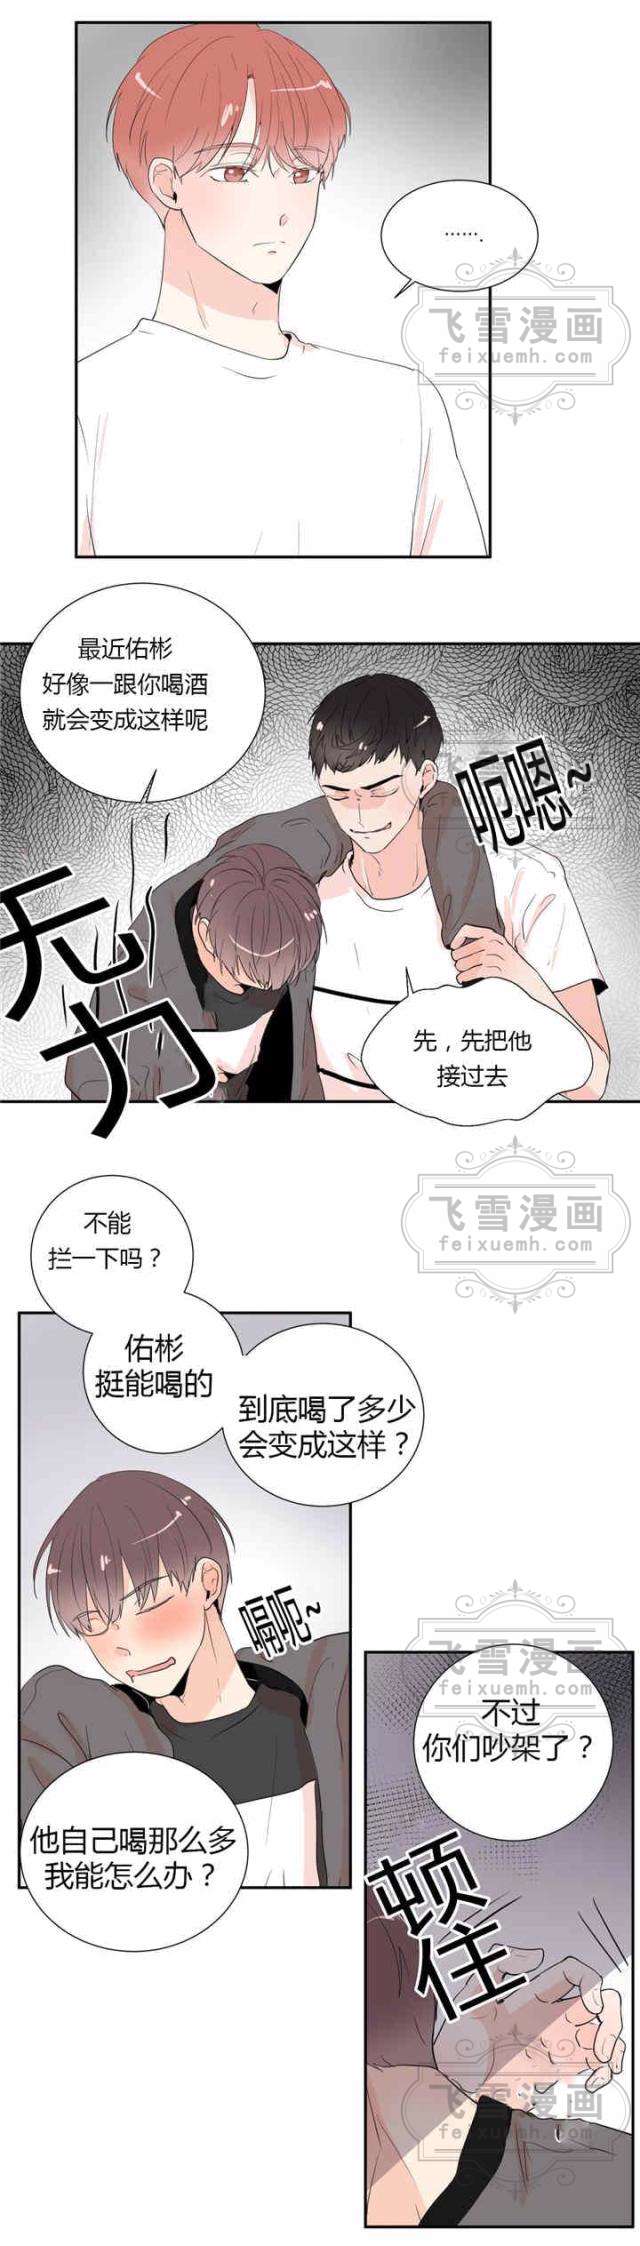 …….
飞雪漫画
feixuemh.com
最近佑彬
好像一跟你喝酒
就会变成这样呢
呃嗯~
无力
先，先把他
接过去
飞雪漫画
feixuemh.com
不能
拦一下吗？
佑彬
挺能喝的
到底喝了多少
会变成这样？
嗝呃~
飞雪漫画
feixuemh.com
不过
你们吵架了？
他自己喝那么多
我能怎么办？
顿住
飞雪漫画
feixuemh.com